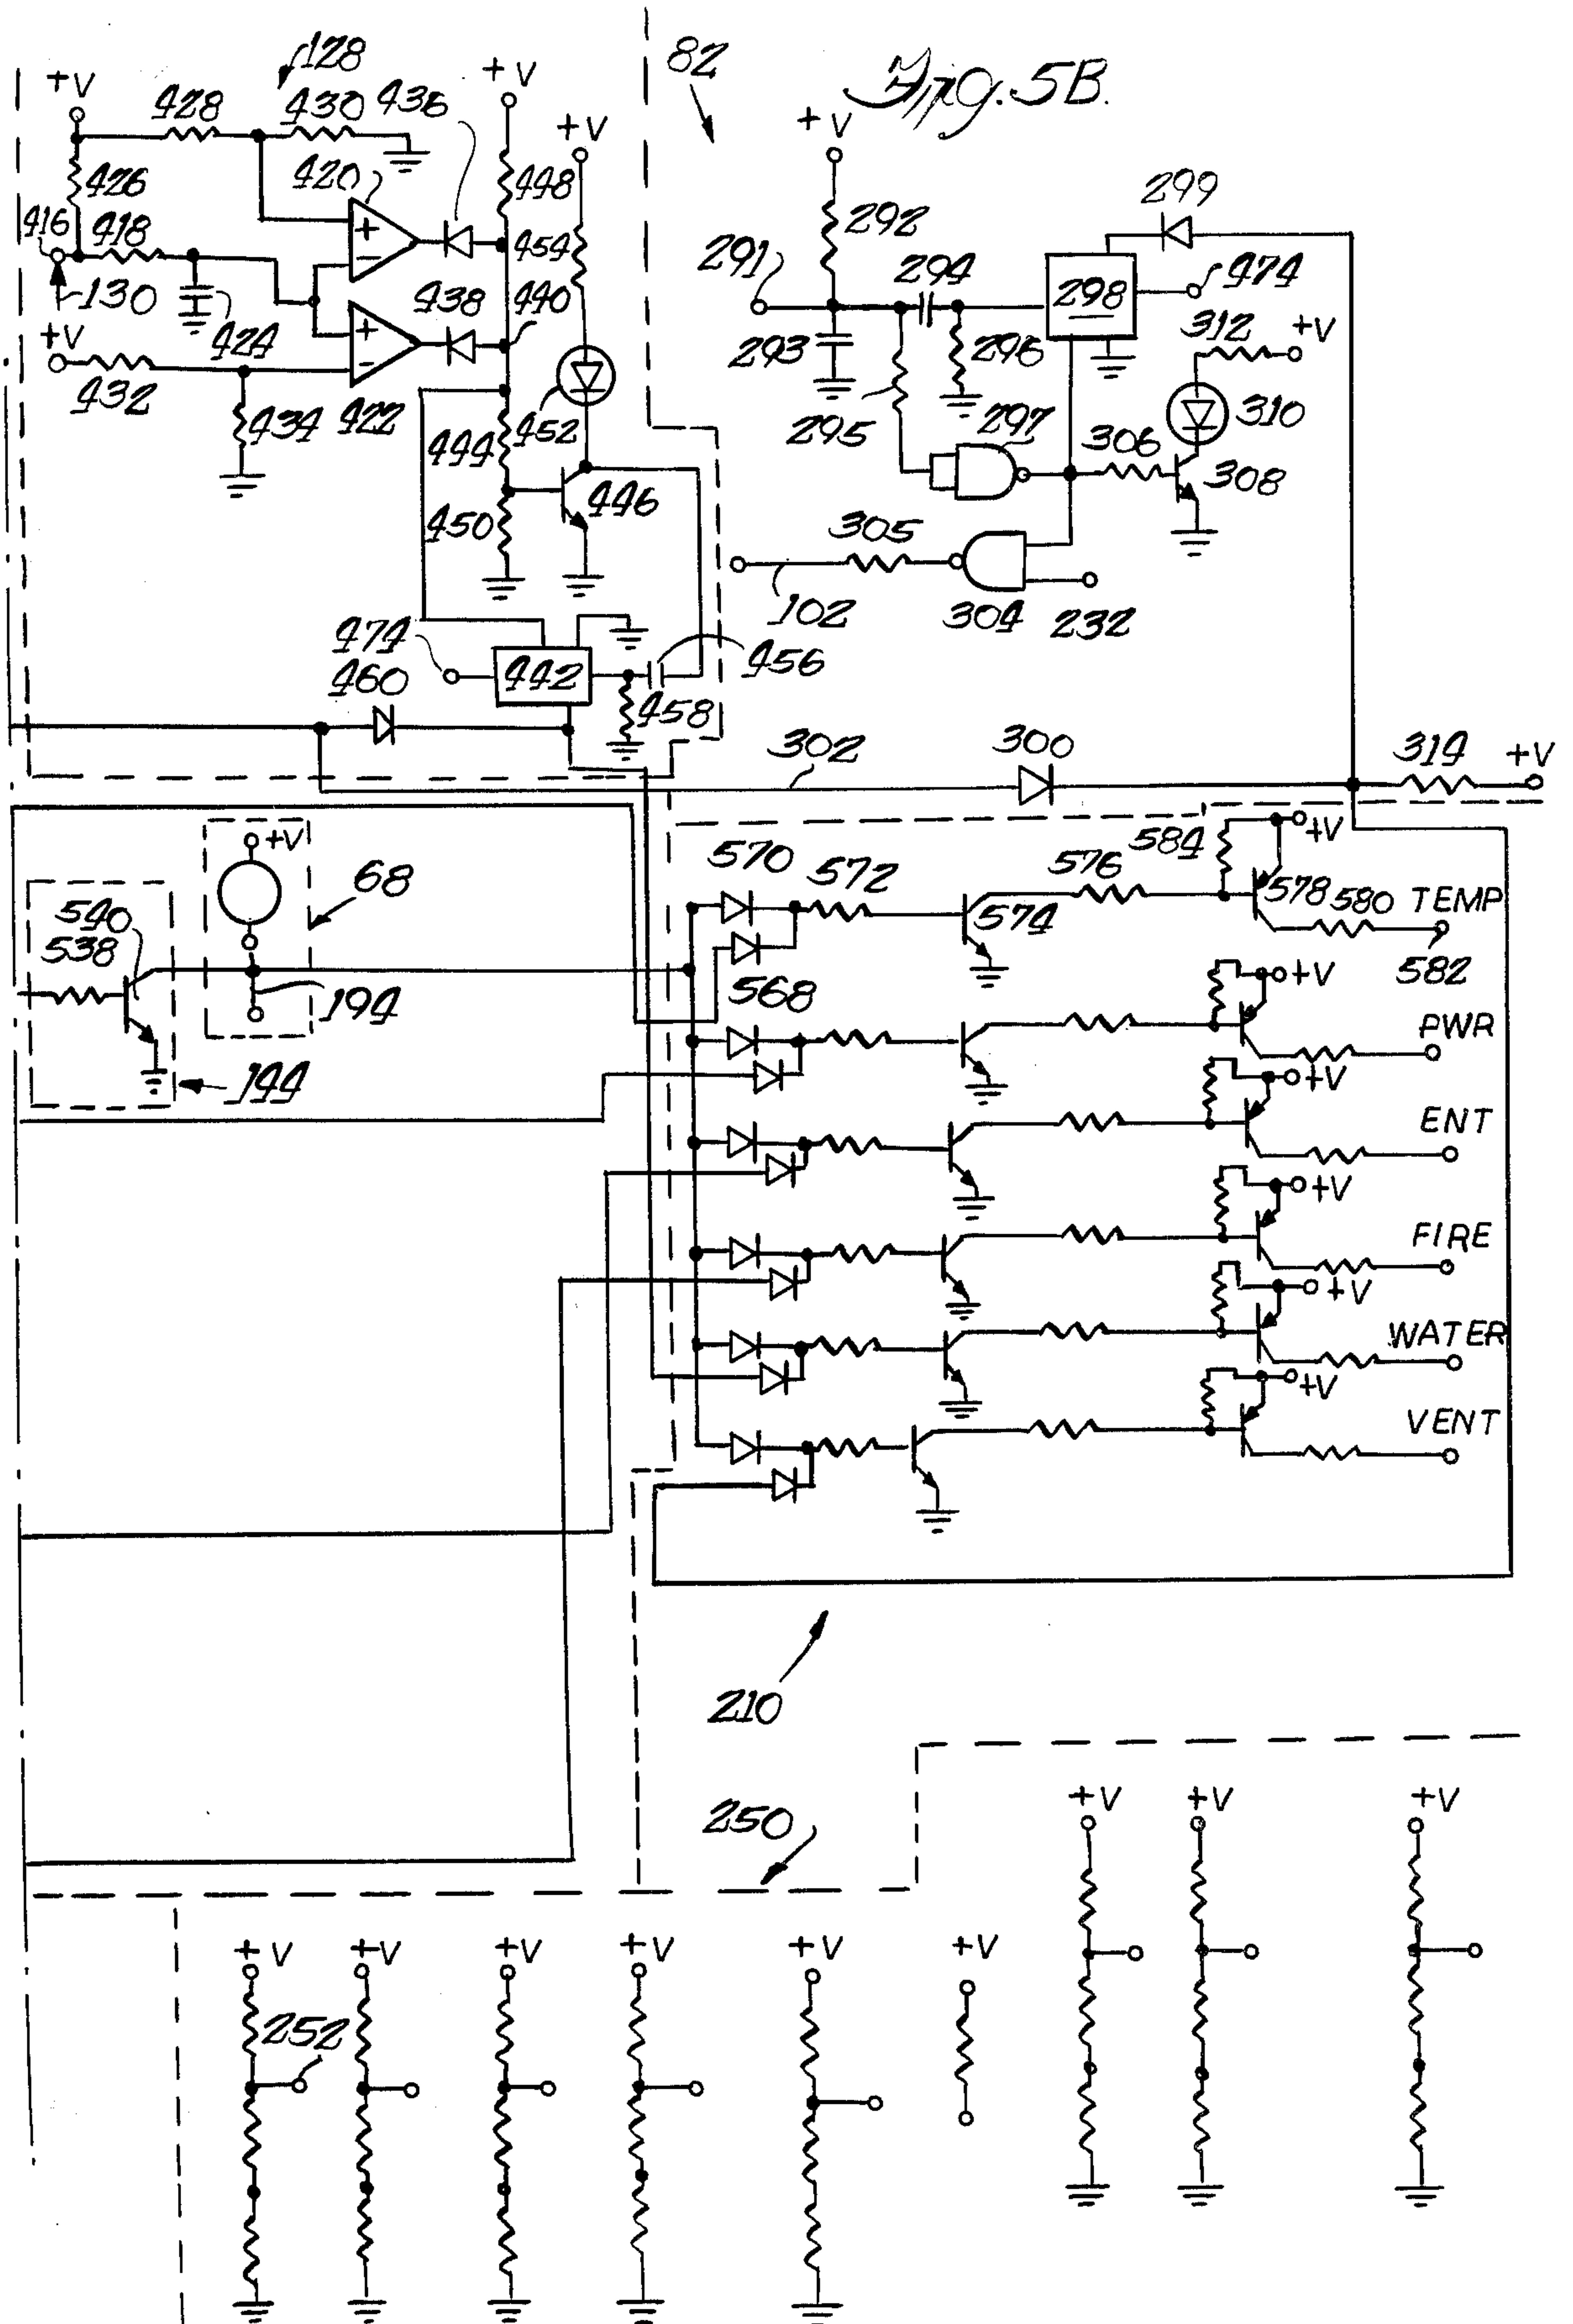 Fig. 5B.
128
82
+V
428
430
436
+V
+V
+V
426
420
448
292
299
416
418
454
291
294
298
474
130
424
438
440
293
296
312
+V
+V
432
434
422
444
452
295
297
306
310
308
450
446
305
102
304
232
474
442
456
460
458
302
300
314
+V
+V
68
570
572
576
584
+V
540
538
574
578
580
TEMP
582
194
568
+V
PWR
144
+V
ENT
+V
FIRE
+V
WATER
+V
VENT
210
250
+V
+V
+V
+V
+V
+V
+V
+V
+V
252